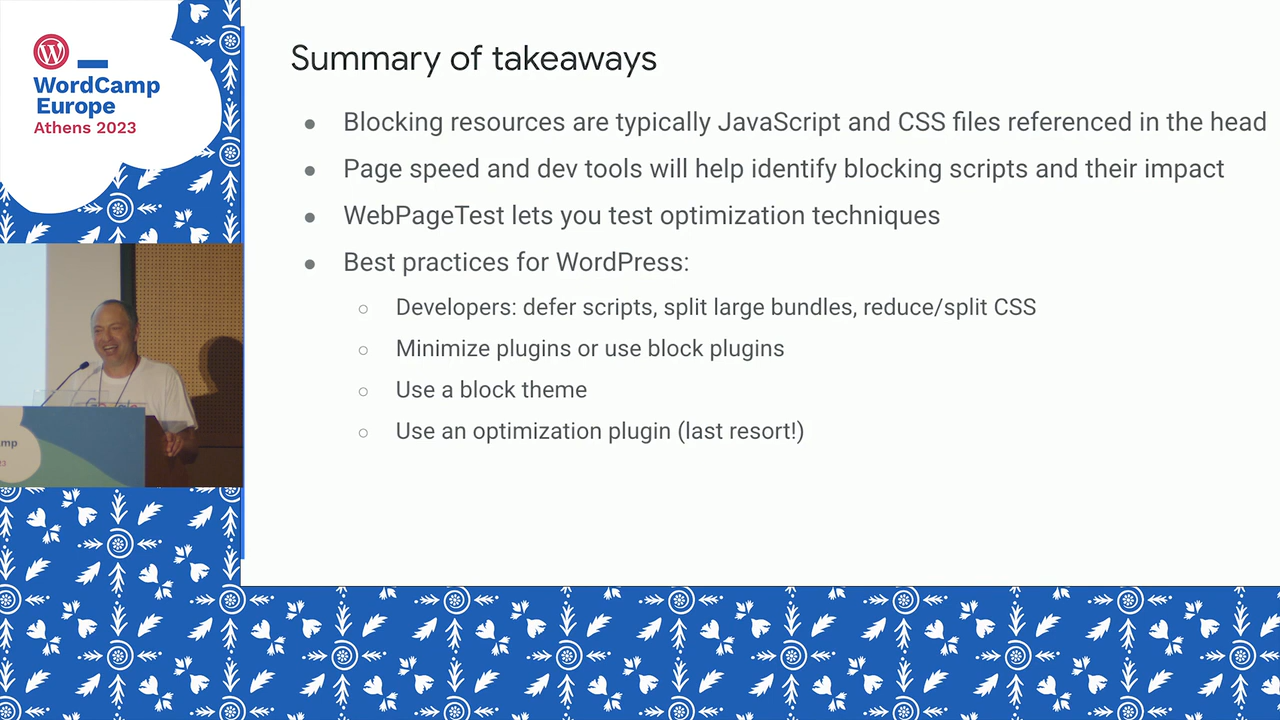 WordCamp
Europe
Athens 2023
Summary of takeaways
● Blocking resources are typically JavaScript and CSS files referenced in the head
● Page speed and dev tools will help identify blocking scripts and their impact
● WebPageTest lets you test optimization techniques
● Best practices for WordPress:
○ Developers: defer scripts, split large bundles, reduce/split CSS
○ Minimize plugins or use block plugins
○ Use a block theme
○ Use an optimization plugin (last resort!)